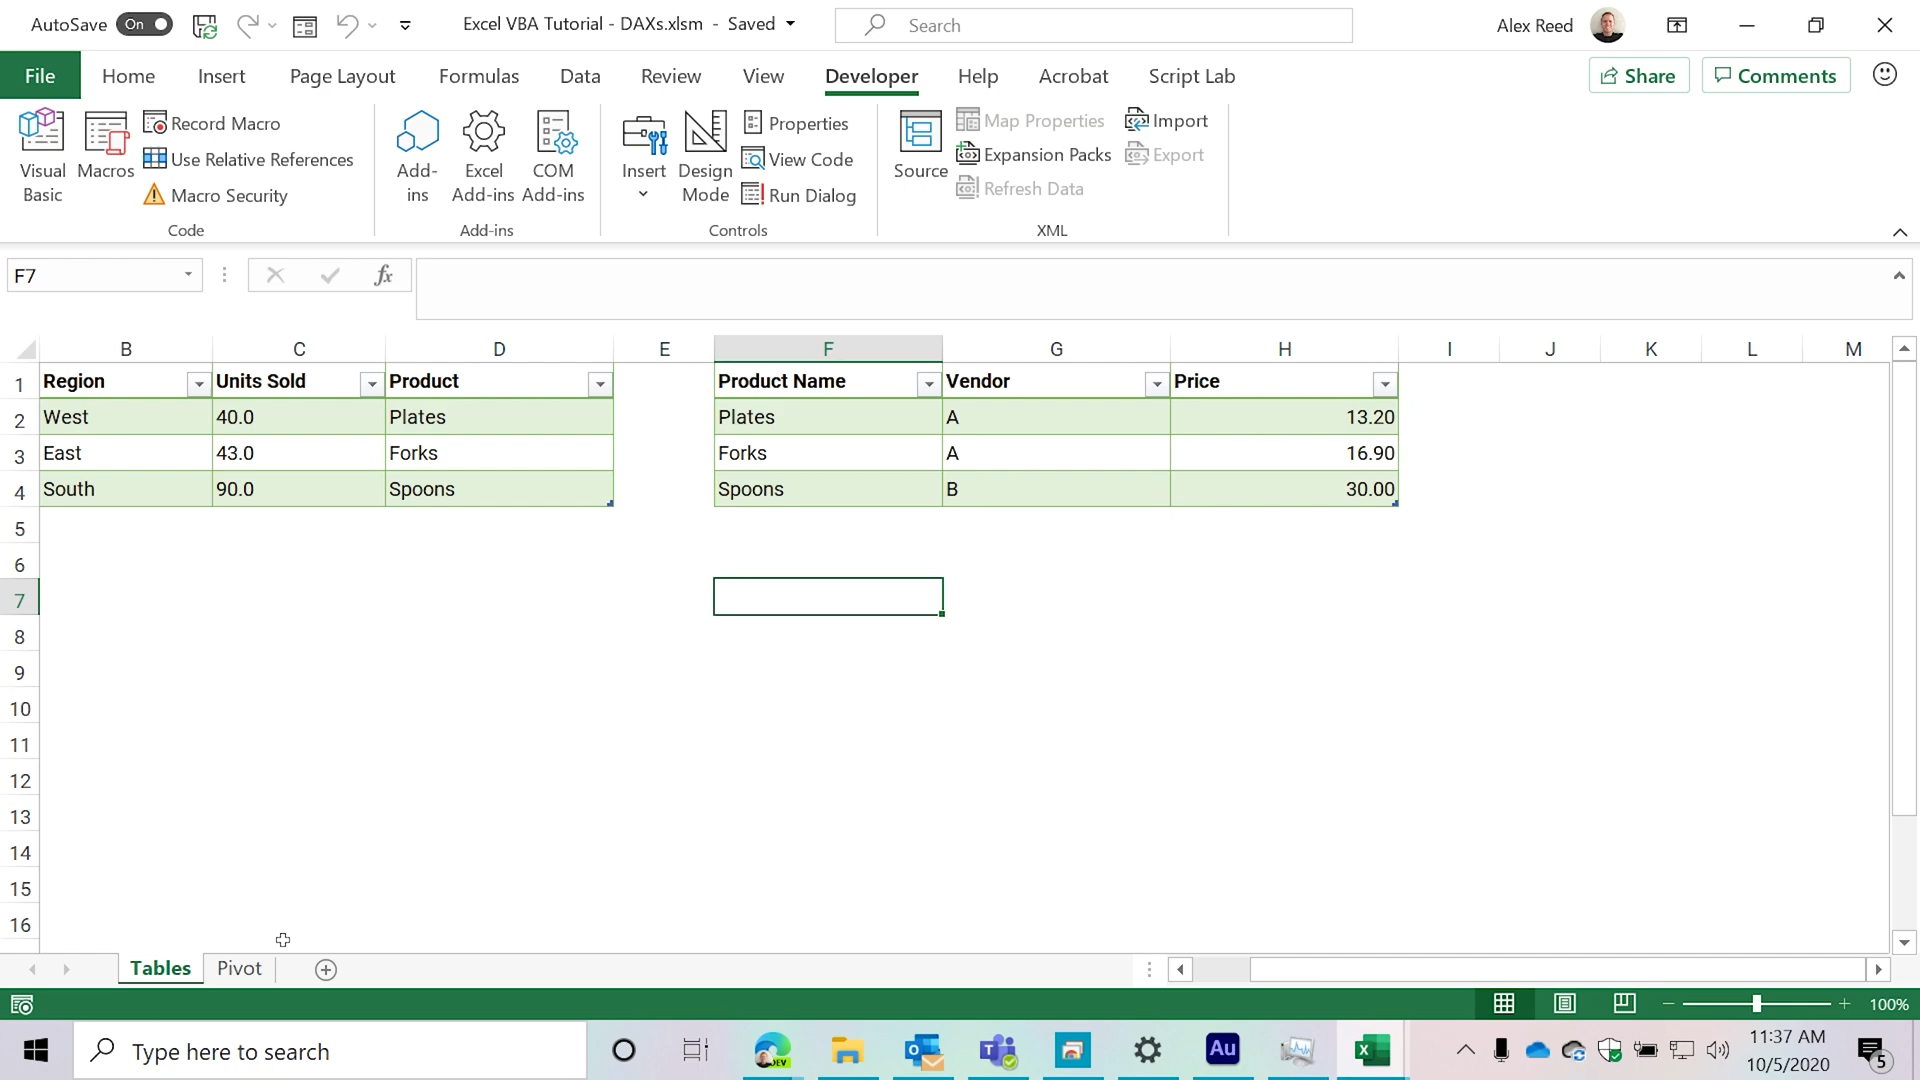 AutoSave On Excel VBA Tutorial - DAXs.xlsm - Saved Search Alex Reed
File Home Insert Page Layout Formulas Data Review View Developer Help Acrobat Script Lab Share Comments
Visual Basic
Macros
Record Macro
Use Relative References
Macro Security
Code
Add-ins
Excel Add-ins
COM Add-ins
Add-ins
Insert
Design Mode
Properties
View Code
Run Dialog
Controls
Source
Map Properties
Expansion Packs
Refresh Data
Import
Export
XML
F7 fx
B C D E F G H I J K L M
1 Region Units Sold Product Product Name Vendor Price
2 West 40.0 Plates Plates A 13.20
3 East 43.0 Forks Forks A 16.90
4 South 90.0 Spoons Spoons B 30.00
5
6
7
8
9
10
11
12
13
14
15
16
Tables Pivot
100%
Type here to search
DEV
Au
11:37 AM
10/5/2020
5